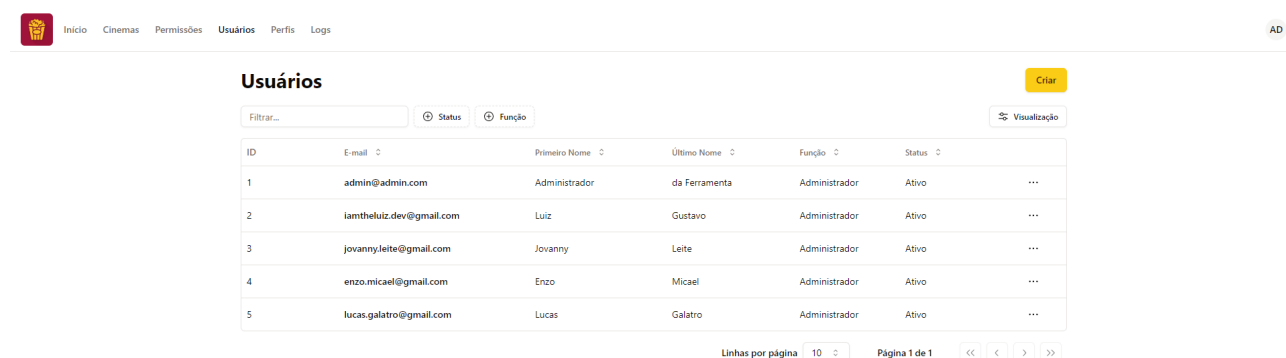 Início Cinemas Permissões Usuários Perfis Logs AD
Usuários Criar
Filtrar... Status Função Visualização
ID E-mail Primeiro Nome Último Nome Função Status
1 admin@admin.com Administrador da Ferramenta Administrador Ativo ...
2 iamtheluiz.dev@gmail.com Luiz Gustavo Administrador Ativo ...
3 jovanny.leite@gmail.com Jovanny Leite Administrador Ativo ...
4 enzo.micael@gmail.com Enzo Micael Administrador Ativo ...
5 lucas.galatro@gmail.com Lucas Galatro Administrador Ativo ...
Linhas por página 10 Página 1 de 1